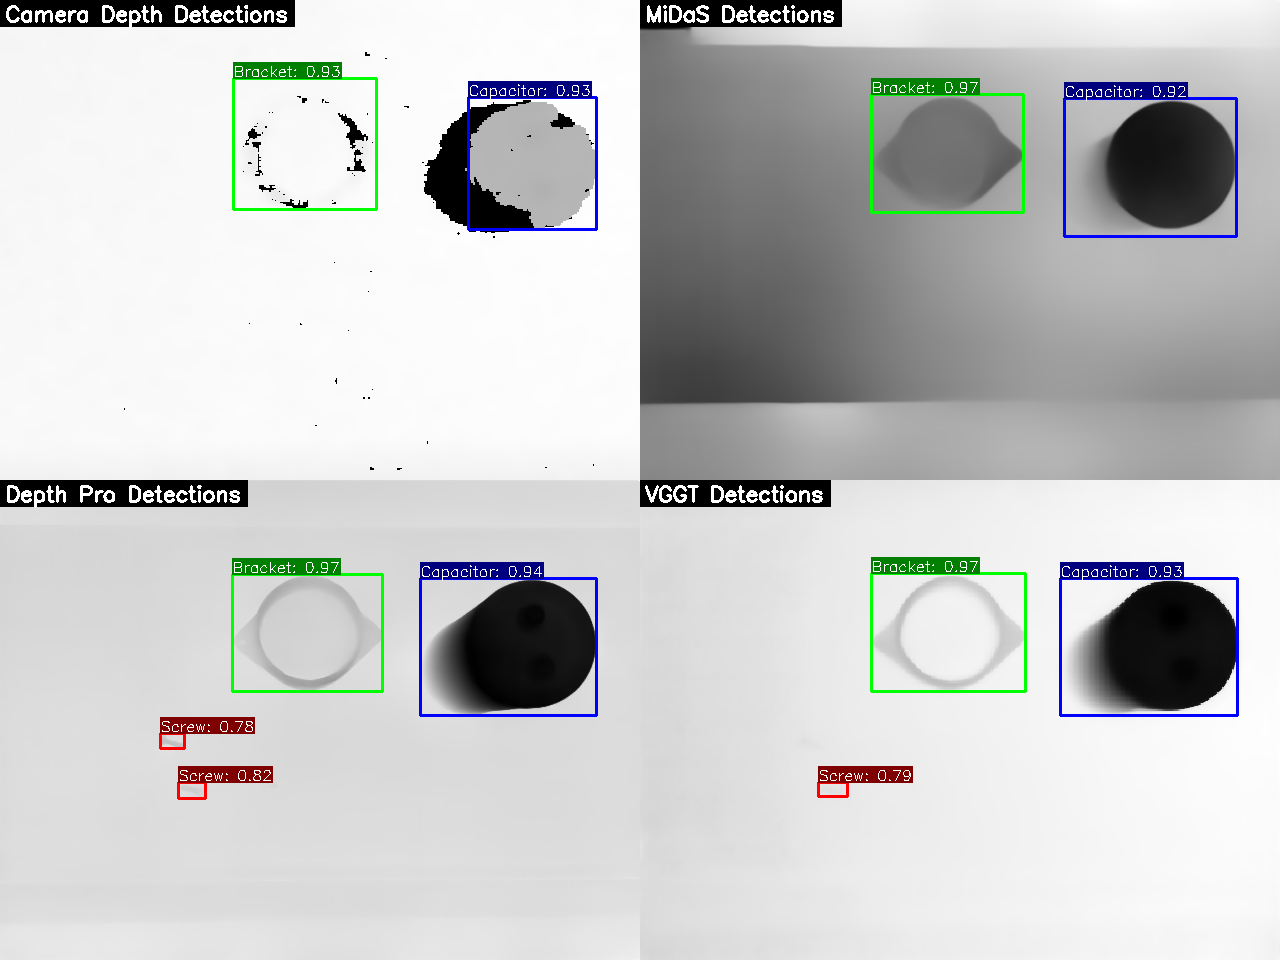 Camera Depth Detections
Bracket: 0.93
Capacitor: 0.93
MiDaS Detections
Bracket: 0.97
Capacitor: 0.92
Depth Pro Detections
Bracket: 0.97
Capacitor: 0.94
Screw: 0.78
Screw: 0.82
VGGT Detections
Bracket: 0.97
Capacitor: 0.93
Screw: 0.79